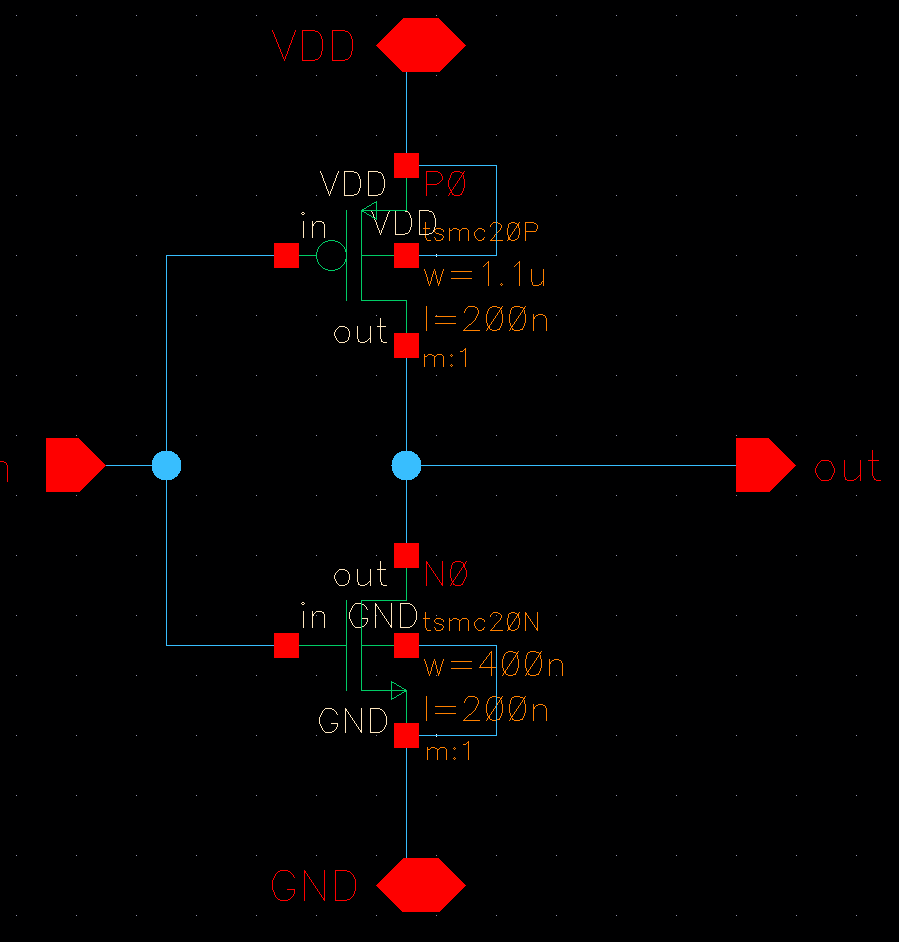 VDD
VDD
P0
in
VDD
tsmc20P
w=1.1u
l=200n
out
m:1
out
out
N0
in
GND
tsmc20N
w=400n
l=200n
GND
m:1
GND